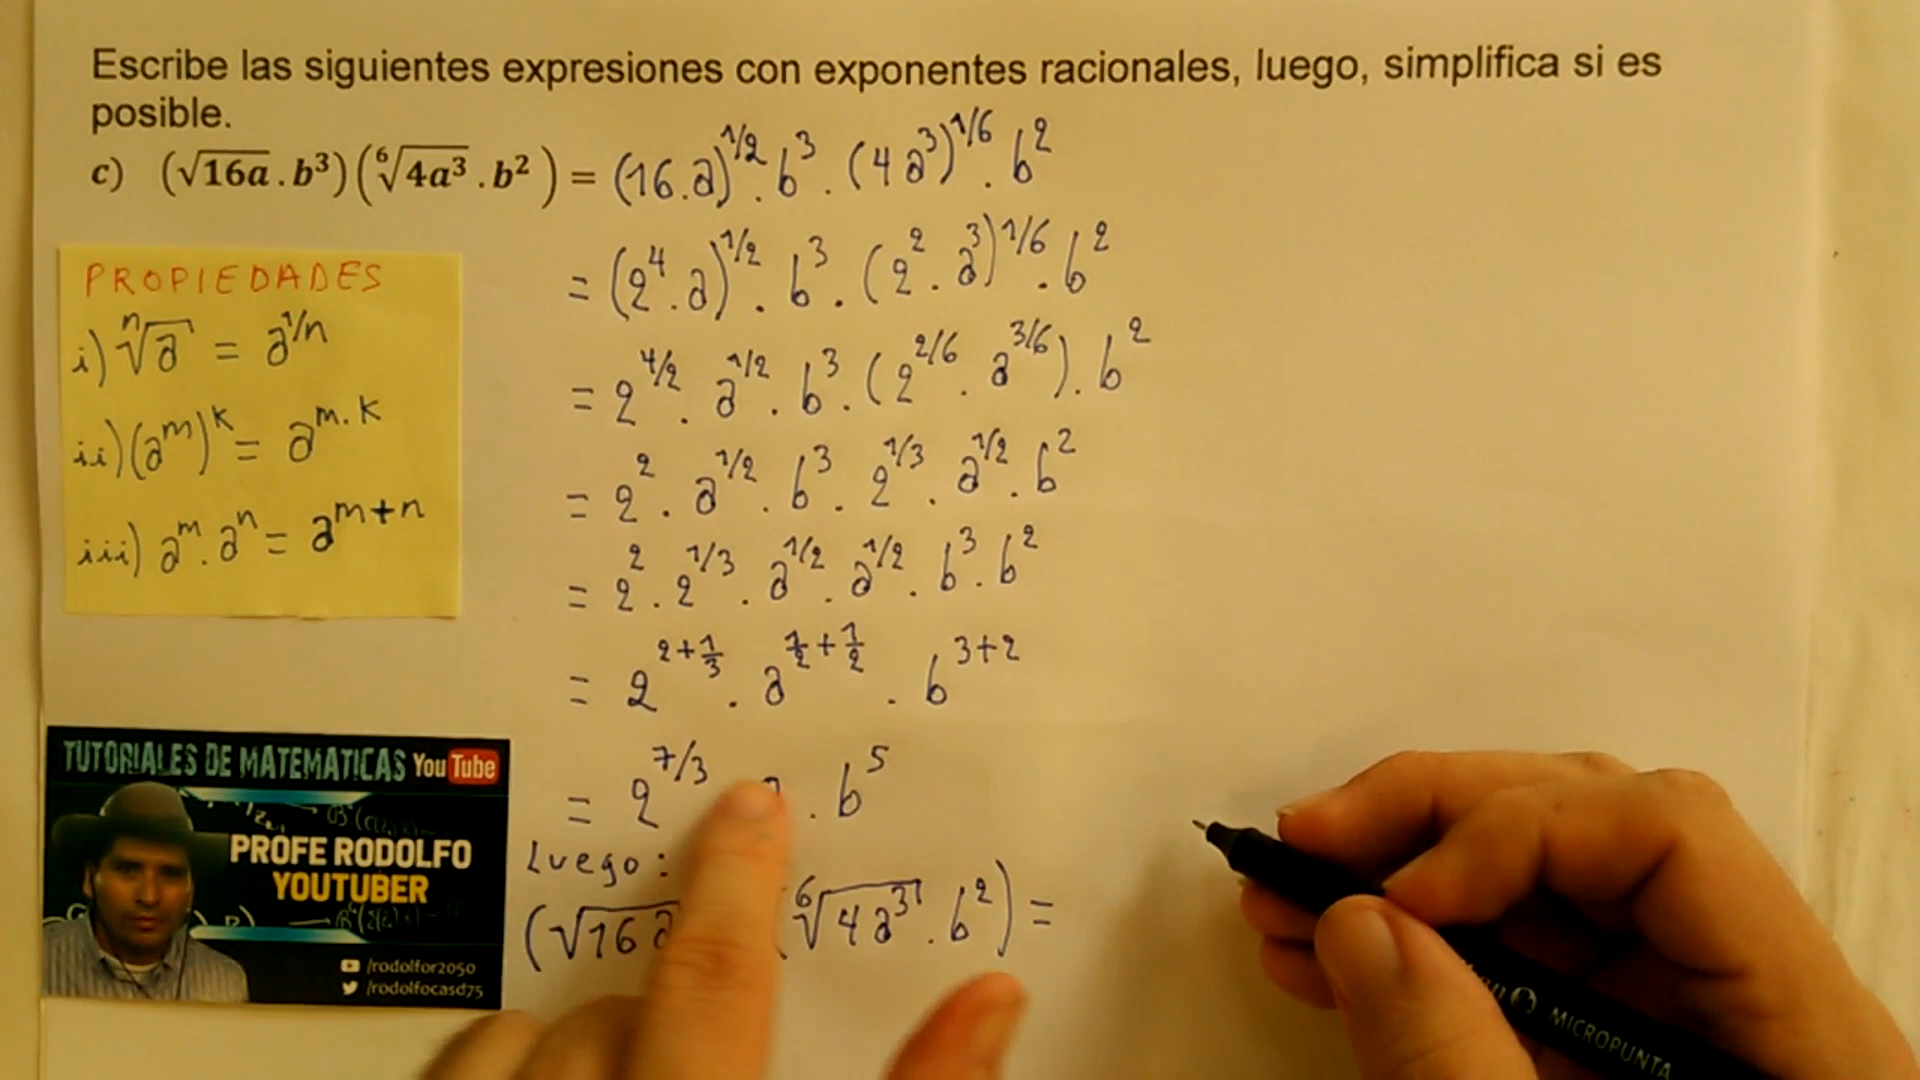 Escribe las siguientes expresiones con exponentes racionales, luego, simplifica si es
posible.
c) (√16a . b³)(⁶√4a³ . b²) = (16.a)^1/2 . b³ . (4a³)^1/6 . b²
= (2⁴ . a)^1/2 . b³ . (2² . a³)^1/6 . b²
= 2^4/2 . a^1/2 . b³ . (2^2/6 . a^3/6) . b²
= 2² . a^1/2 . b³ . 2^1/3 . a^1/2 . b²
= 2² . 2^1/3 . a^1/2 . a^1/2 . b³ . b²
= 2^2+1/3 . a^1/2+1/2 . b^3+2
= 2^7/3 . b⁵
Luego:
(√16a (⁶√4a³ . b²) =
PROPIEDADES
i) ⁿ√a = a^1/n
ii) (a^m)^k = a^m.k
iii) a^m . a^n = a^m+n
TUTORIALES DE MATEMATICAS YouTube
PROFE RODOLFO
YOUTUBER
/rodolfor2050
/rodolfocasd75
MICROPUNTA